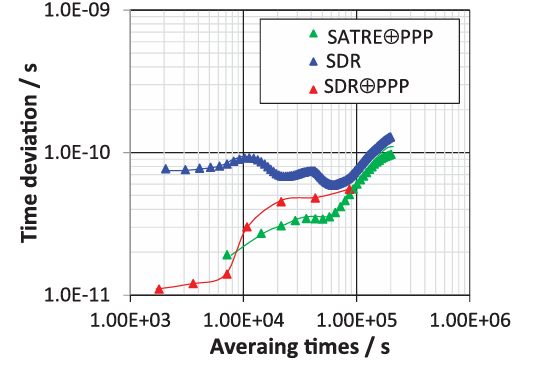 1.0E-09
SATRE⊕PPP
SDR
SDR⊕PPP
Time deviation / s
1.0E-10
1.0E-11
1.00E+03 1.00E+04 1.00E+05 1.00E+06
Averaing times / s